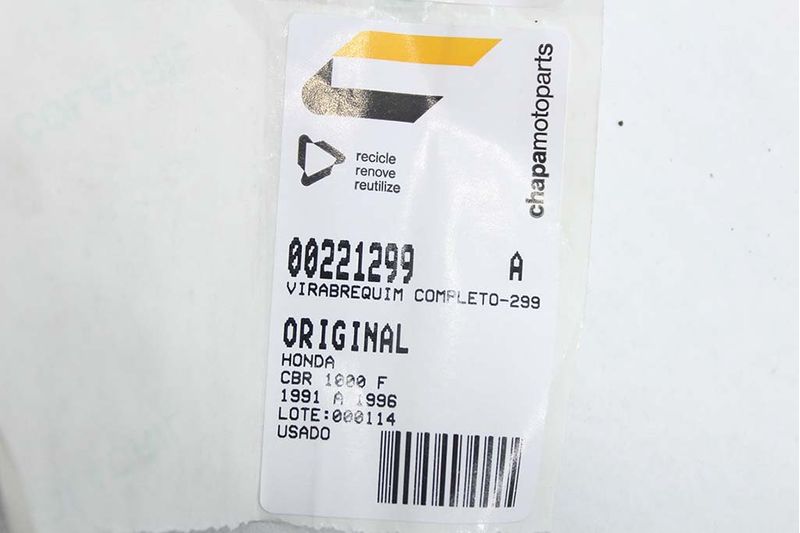 chapamotoparts
recicle
renove
reutilize
00221299 A
VIRABREQUIM COMPLETO-299
ORIGINAL
HONDA
CBR 1000 F
1991 A 1996
LOTE:000114
USADO